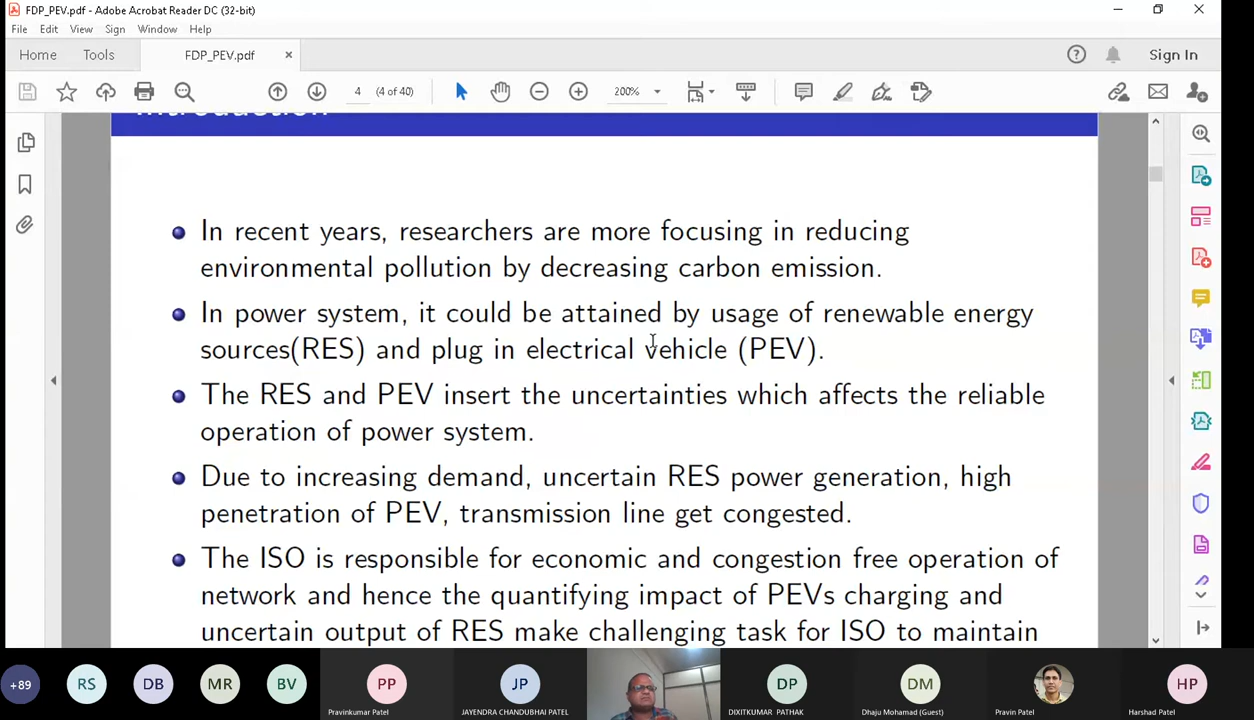 FDP_PEV.pdf - Adobe Acrobat Reader DC (32-bit)
File Edit View Sign Window Help
Home Tools FDP_PEV.pdf Sign In
4 (4 of 40) 200%
Introduction
In recent years, researchers are more focusing in reducing
environmental pollution by decreasing carbon emission.
In power system, it could be attained by usage of renewable energy
sources(RES) and plug in electrical vehicle (PEV).
The RES and PEV insert the uncertainties which affects the reliable
operation of power system.
Due to increasing demand, uncertain RES power generation, high
penetration of PEV, transmission line get congested.
The ISO is responsible for economic and congestion free operation of
network and hence the quantifying impact of PEVs charging and
uncertain output of RES make challenging task for ISO to maintain
+89 RS DB MR BV PP JP DP DM HP
Pravinkumar Patel JAYENDRA CHANDUBHAI PATEL DIXITKUMAR PATHAK Dhaju Mohamad (Guest) Pravin Patel Harshad Patel